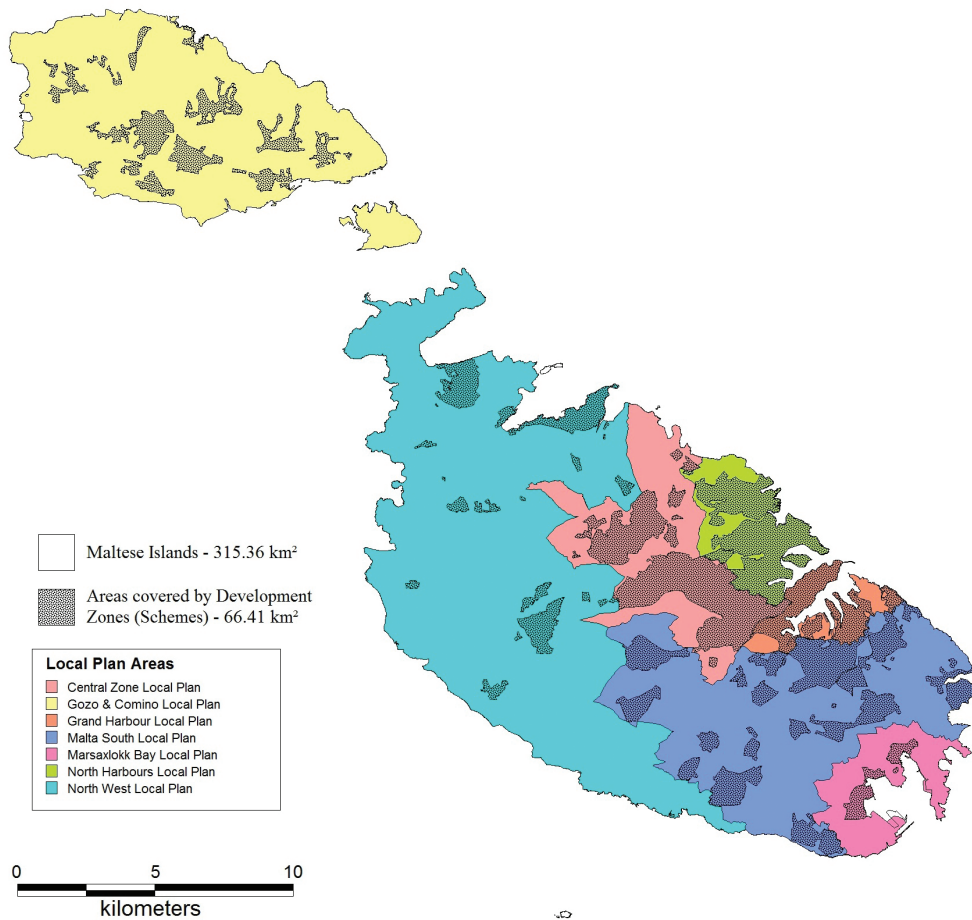 Maltese Islands - 315.36 km²
Areas covered by Development
Zones (Schemes) - 66.41 km²
Local Plan Areas
Central Zone Local Plan
Gozo & Comino Local Plan
Grand Harbour Local Plan
Malta South Local Plan
Marsaxlokk Bay Local Plan
North Harbours Local Plan
North West Local Plan
0 5 10
kilometers